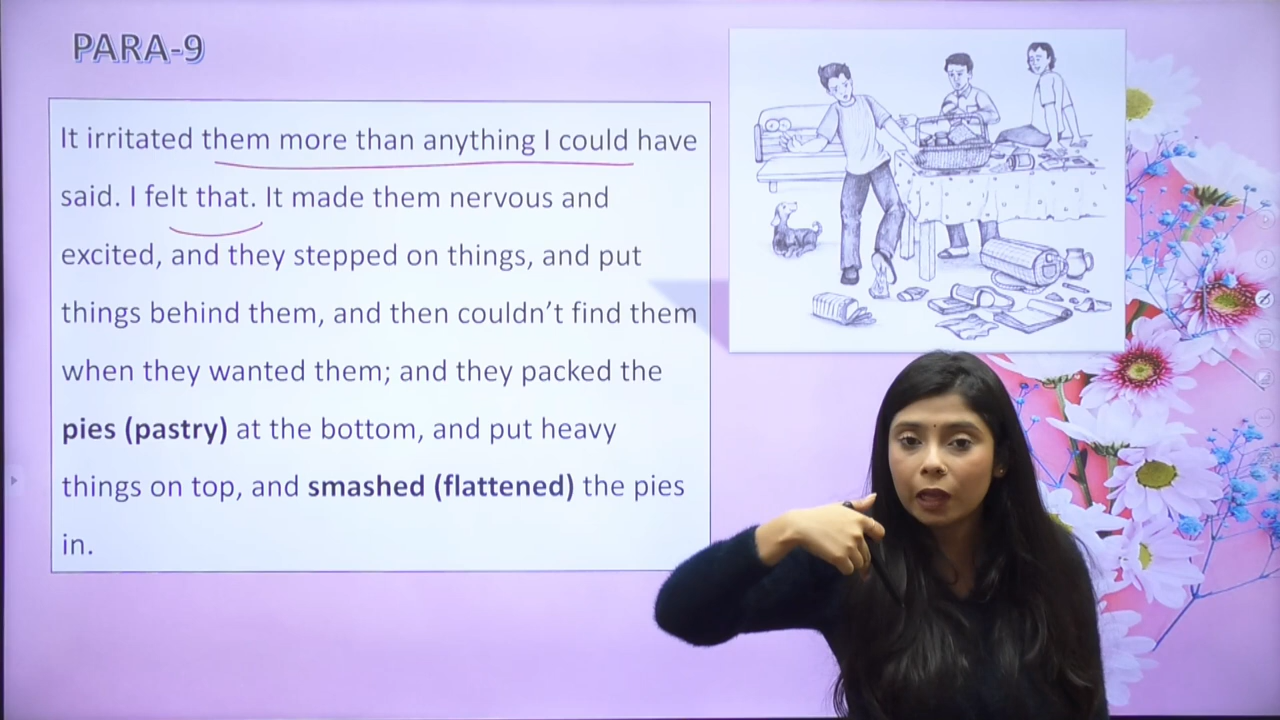 PARA-9
It irritated them more than anything I could have
said. I felt that. It made them nervous and
excited, and they stepped on things, and put
things behind them, and then couldn’t find them
when they wanted them; and they packed the
pies (pastry) at the bottom, and put heavy
things on top, and smashed (flattened) the pies
in.